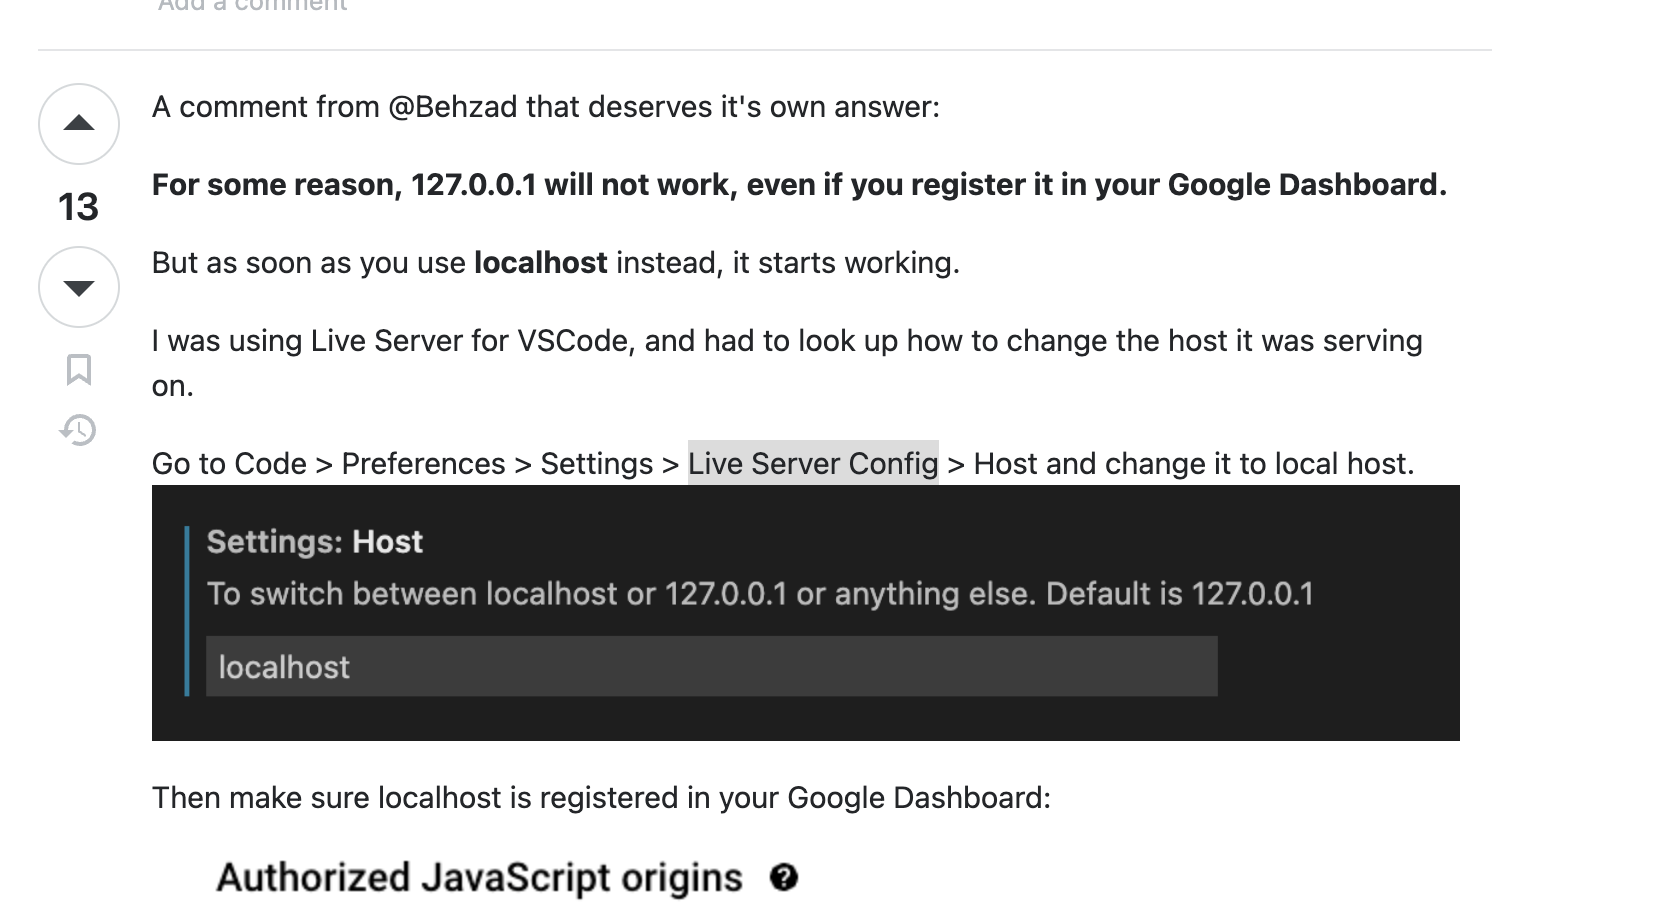 Add a comment
A comment from @Behzad that deserves it's own answer:
13
For some reason, 127.0.0.1 will not work, even if you register it in your Google Dashboard.
But as soon as you use localhost instead, it starts working.
I was using Live Server for VSCode, and had to look up how to change the host it was serving
on.
Go to Code > Preferences > Settings > Live Server Config > Host and change it to local host.
Settings: Host
To switch between localhost or 127.0.0.1 or anything else. Default is 127.0.0.1
localhost
Then make sure localhost is registered in your Google Dashboard:
Authorized JavaScript origins ?